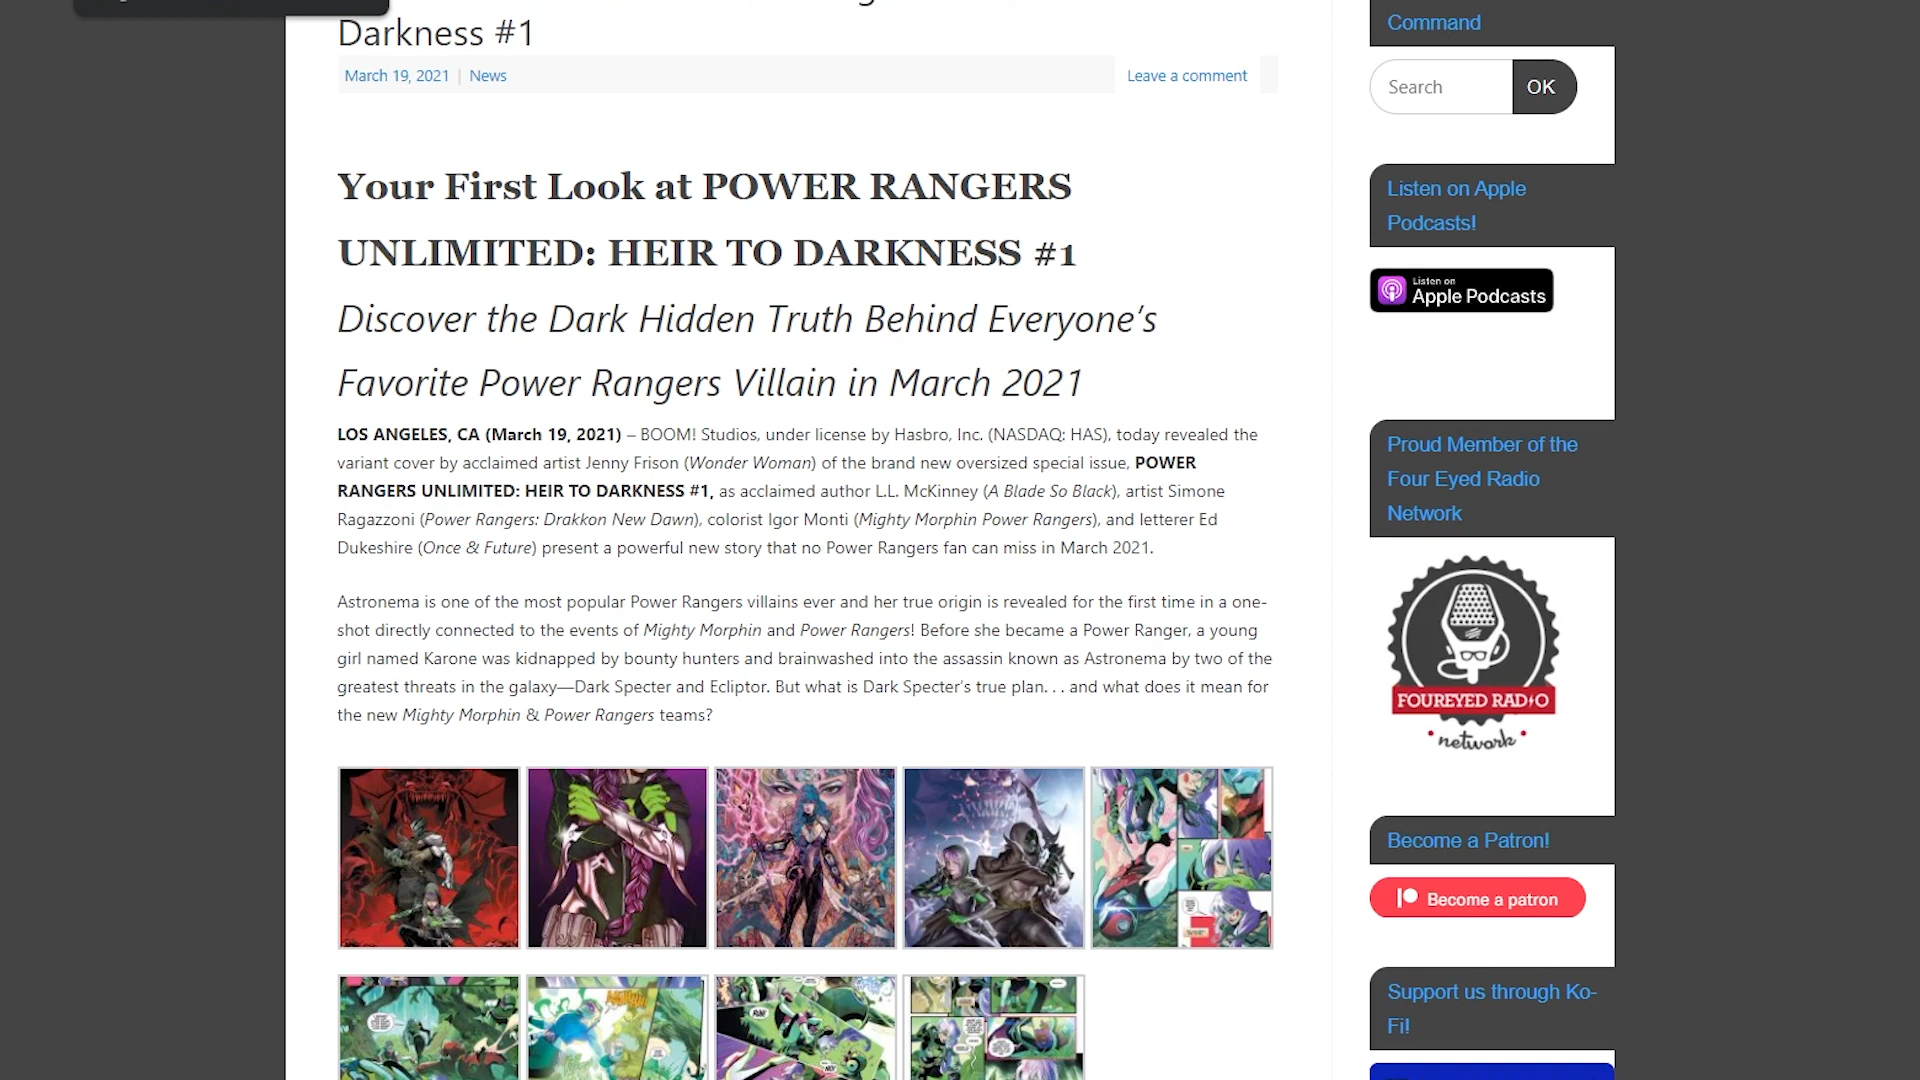 Darkness #1
March 19, 2021 | News
Leave a comment
Your First Look at POWER RANGERS
UNLIMITED: HEIR TO DARKNESS #1
Discover the Dark Hidden Truth Behind Everyone’s
Favorite Power Rangers Villain in March 2021
LOS ANGELES, CA (March 19, 2021) – BOOM! Studios, under license by Hasbro, Inc. (NASDAQ: HAS), today revealed the
variant cover by acclaimed artist Jenny Frison (Wonder Woman) of the brand new oversized special issue, POWER
RANGERS UNLIMITED: HEIR TO DARKNESS #1, as acclaimed author L.L. McKinney (A Blade So Black), artist Simone
Ragazzoni (Power Rangers: Drakkon New Dawn), colorist Igor Monti (Mighty Morphin Power Rangers), and letterer Ed
Dukeshire (Once & Future) present a powerful new story that no Power Rangers fan can miss in March 2021.
Astronema is one of the most popular Power Rangers villains ever and her true origin is revealed for the first time in a one-
shot directly connected to the events of Mighty Morphin and Power Rangers! Before she became a Power Ranger, a young
girl named Karone was kidnapped by bounty hunters and brainwashed into the assassin known as Astronema by two of the
greatest threats in the galaxy—Dark Specter and Ecliptor. But what is Dark Specter’s true plan. . . and what does it mean for
the new Mighty Morphin & Power Rangers teams?
RUN!
NO!
Command
Search
OK
Listen on Apple
Podcasts!
Listen on
Apple Podcasts
Proud Member of the
Four Eyed Radio
Network
FOUREYED RADIO
network
Become a Patron!
Become a patron
Support us through Ko-
Fi!